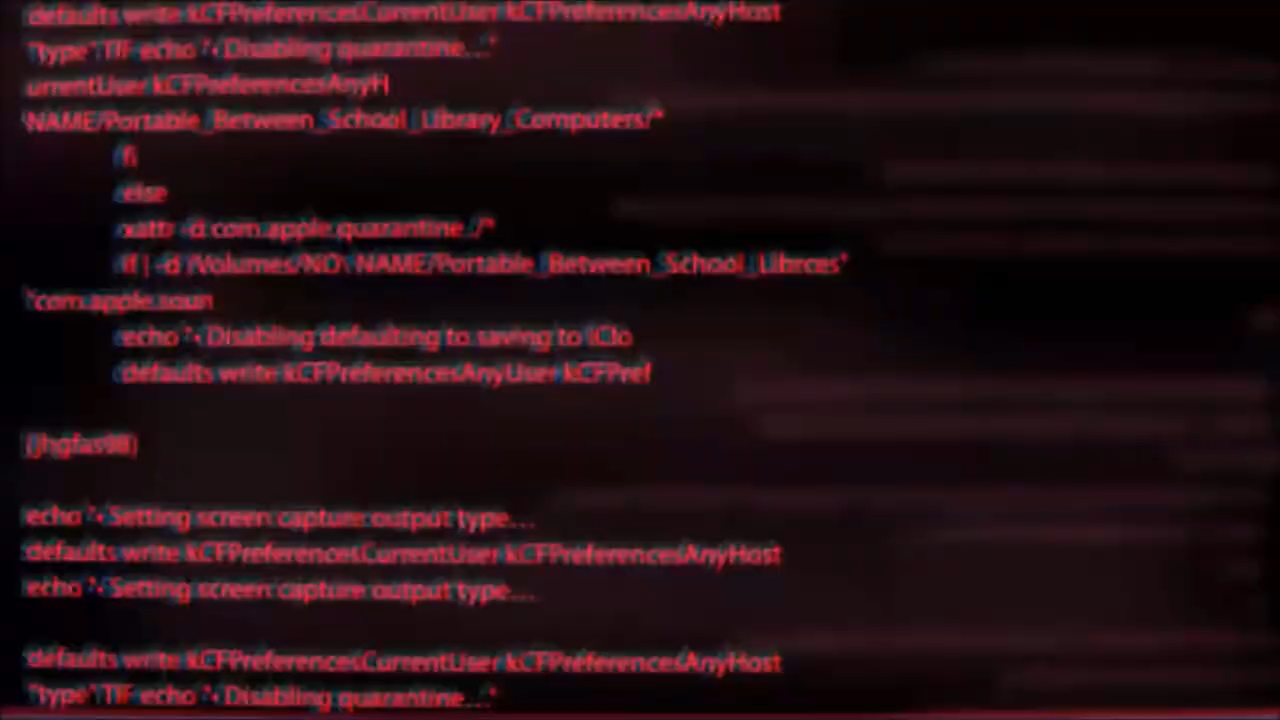 defaults write kCFPreferencesCurrentUser kCFPreferencesAnyHost
"type" TIF echo "• Disabling quarantine…"
urrentUser kCFPreferencesAnyH
NAME/Portable_Between_School_Library_Computers/"
fi
else
xattr -d com.apple.quarantine ./"
if [ -d /Volumes/NO\ NAME/Portable_Between_School_Librces"
"com.apple.soun
echo "• Disabling defaulting to saving to iClo
defaults write kCFPreferencesAnyUser kCFPref
(jhgfas98)
echo "• Setting screen capture output type…
defaults write kCFPreferencesCurrentUser kCFPreferencesAnyHost
echo "• Setting screen capture output type…
defaults write kCFPreferencesCurrentUser kCFPreferencesAnyHost
"type" TIF echo "• Disabling quarantine…"